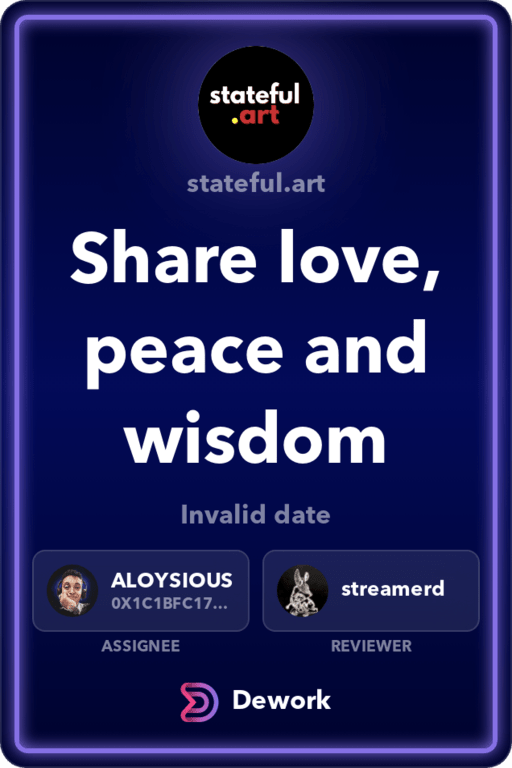 stateful
.art
stateful.art
Share love,
peace and
wisdom
Invalid date
ALOYSIOUS
0X1C1BFC17...
streamerd
ASSIGNEE
REVIEWER
Dework